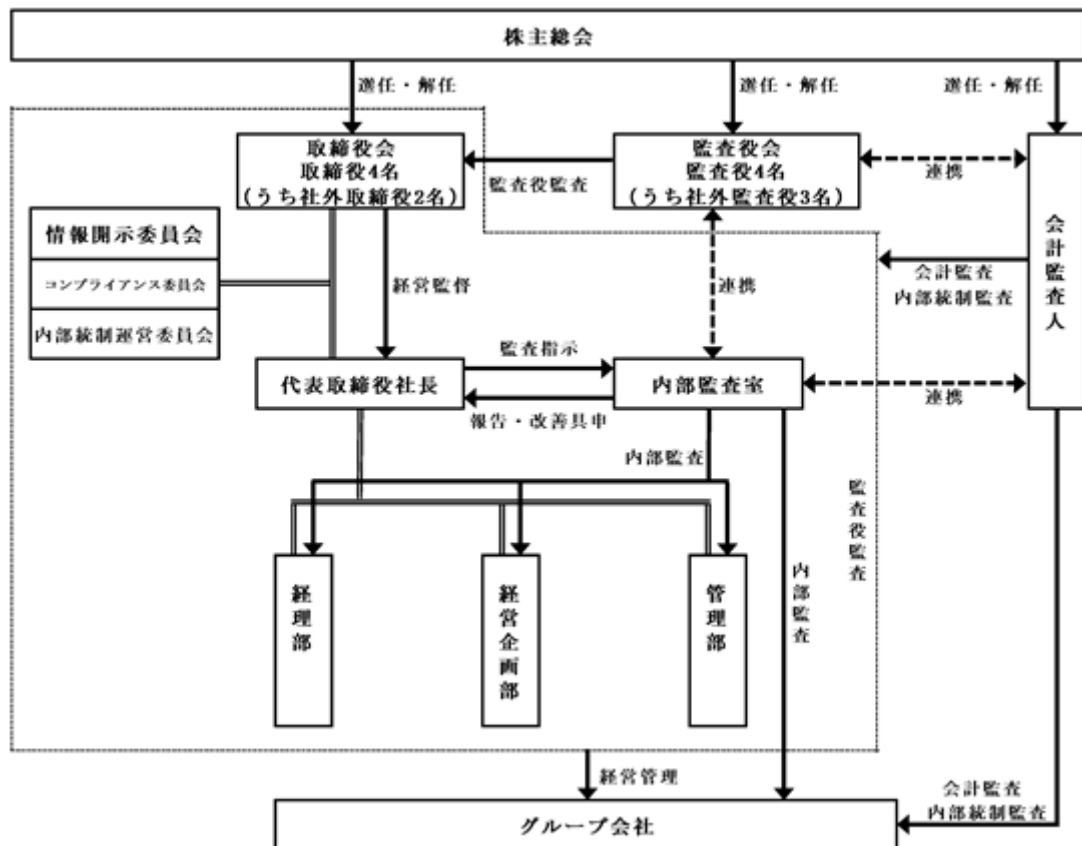 株主総会
選任・解任
選任・解任
選任・解任
取締役会
取締役4名
(うち社外取締役2名)
監査役監査
監査役会
監査役4名
(うち社外監査役3名)
連携
会計監査人
情報開示委員会
コンプライアンス委員会
内部統制運営委員会
経営監督
連携
会計監査
内部統制監査
代表取締役社長
監査指示
報告・改善具申
内部監査室
連携
内部監査
監査役監査
経理部
経営企画部
管理部
内部監査
経営管理
会計監査
内部統制監査
グループ会社